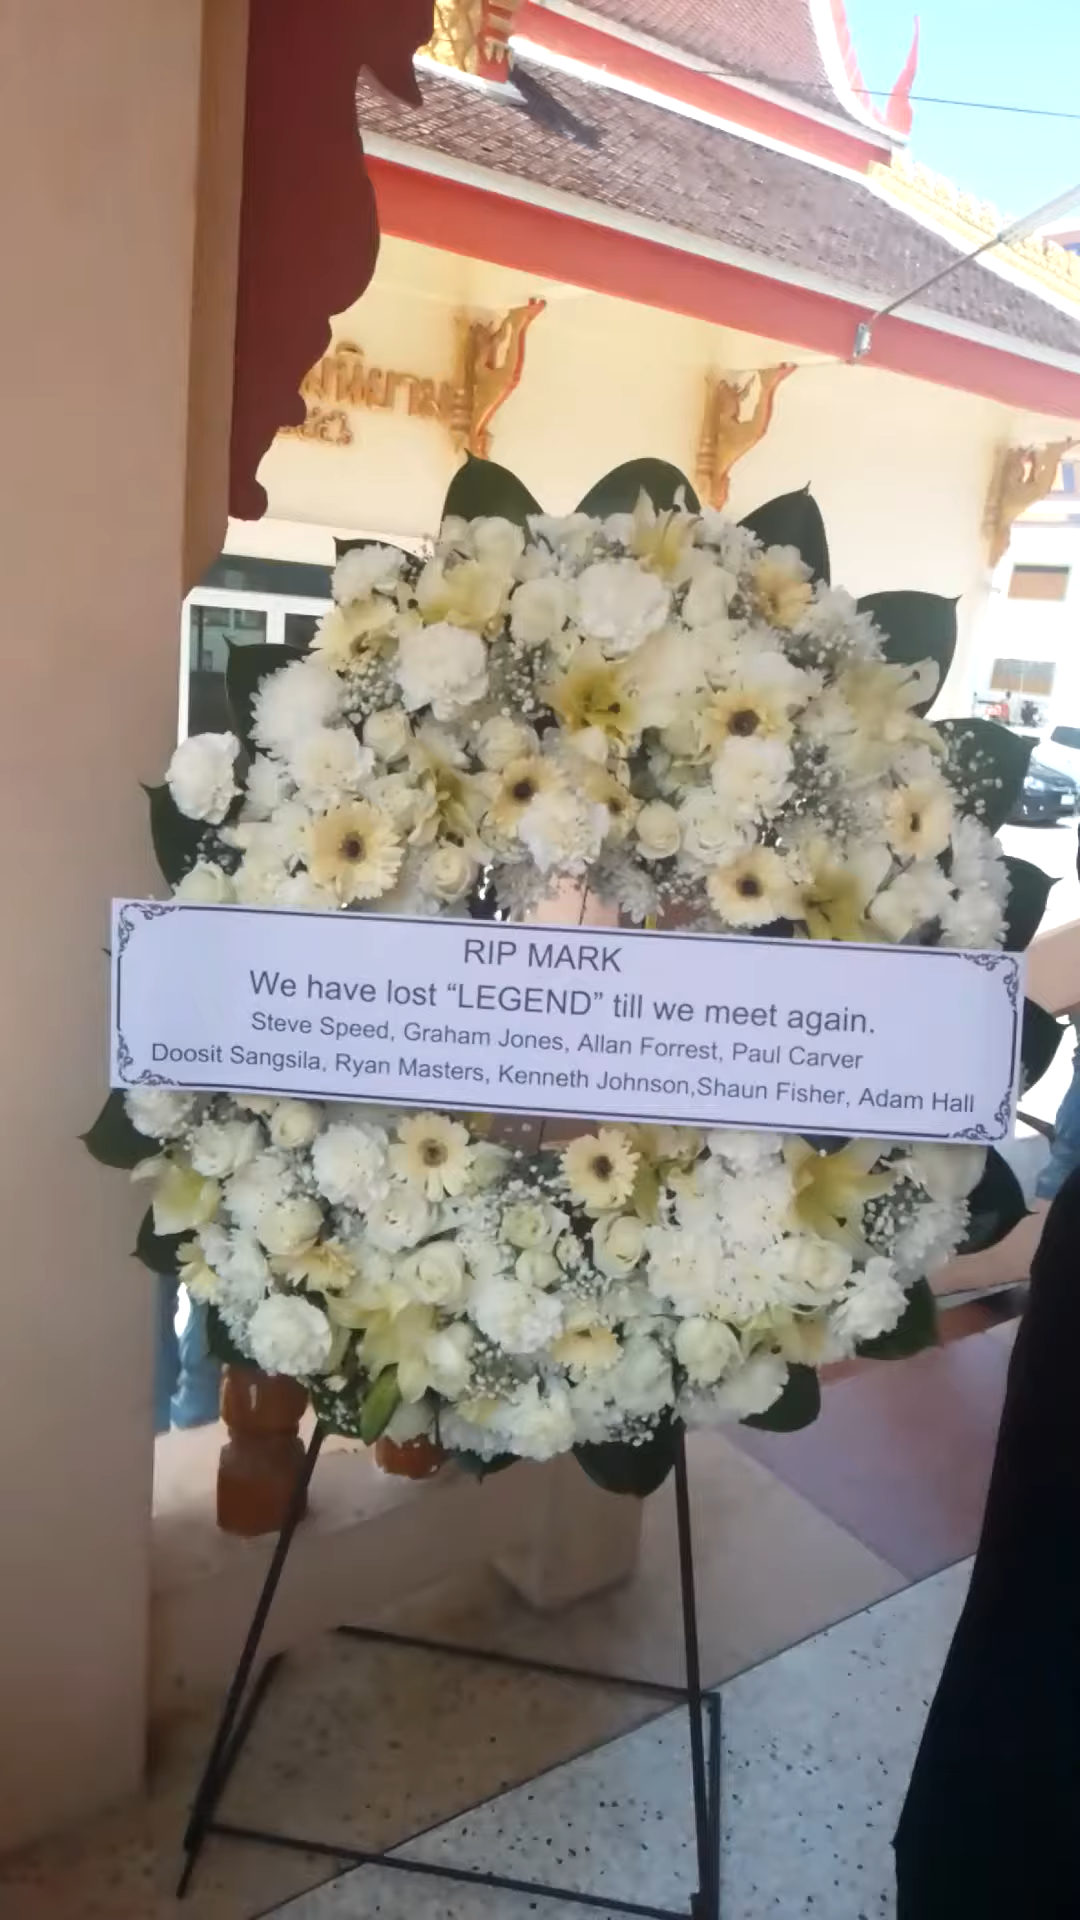 RIP MARK
We have lost “LEGEND” till we meet again.
Steve Speed, Graham Jones, Allan Forrest, Paul Carver
Doosit Sangsila, Ryan Masters, Kenneth Johnson,Shaun Fisher, Adam Hall